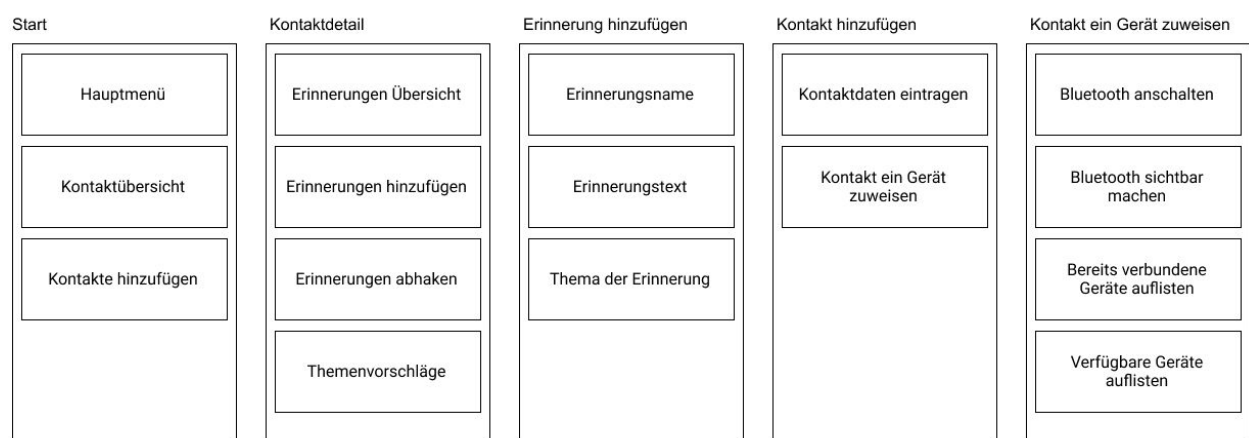 Start
Hauptmenü
Kontaktübersicht
Kontakte hinzufügen
Kontaktdetail
Erinnerungen Übersicht
Erinnerungen hinzufügen
Erinnerungen abhaken
Themenvorschläge
Erinnerung hinzufügen
Erinnerungsname
Erinnerungstext
Thema der Erinnerung
Kontakt hinzufügen
Kontaktdaten eintragen
Kontakt ein Gerät
zuweisen
Kontakt ein Gerät zuweisen
Bluetooth anschalten
Bluetooth sichtbar
machen
Bereits verbundene
Geräte auflisten
Verfügbare Geräte
auflisten